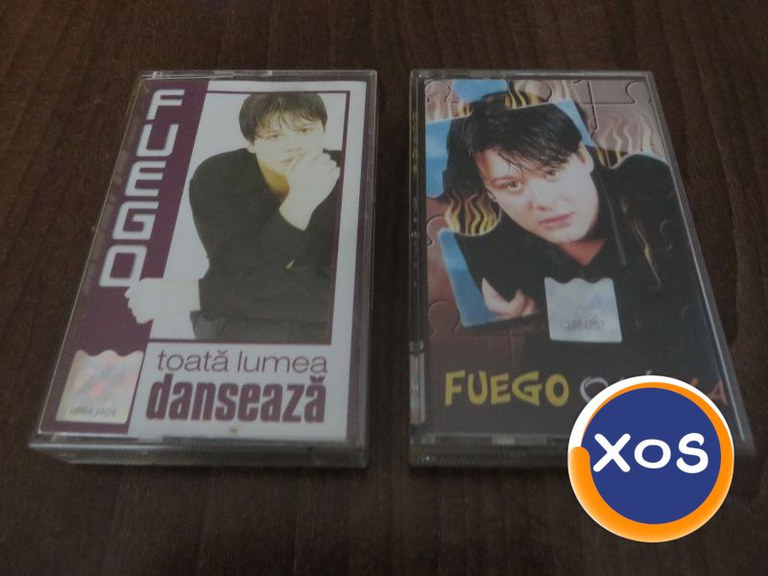 FUEGO
toată lumea
dansează
FUEGO
XOS